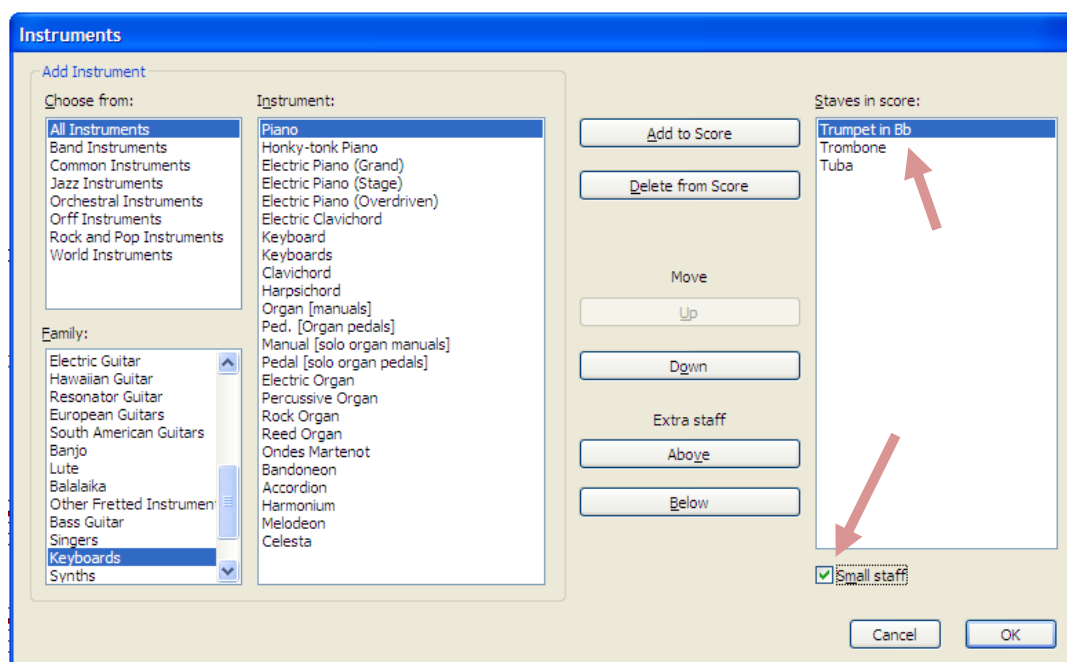 Instruments
Add Instrument
Choose from:
All Instruments
Band Instruments
Common Instruments
Jazz Instruments
Orchestral Instruments
Orff Instruments
Rock and Pop Instruments
World Instruments
Family:
Electric Guitar
Hawaiian Guitar
Resonator Guitar
European Guitars
South American Guitars
Banjo
Lute
Balalaika
Other Fretted Instrumen
Bass Guitar
Singers
Keyboards
Synths
Instrument:
Piano
Honky-tonk Piano
Electric Piano (Grand)
Electric Piano (Stage)
Electric Piano (Overdriven)
Electric Clavichord
Keyboard
Keyboards
Clavichord
Harpsichord
Organ [manuals]
Ped. [Organ pedals]
Manual [solo organ manuals]
Pedal [solo organ pedals]
Electric Organ
Percussive Organ
Rock Organ
Reed Organ
Ondes Martenot
Bandoneon
Accordion
Harmonium
Melodeon
Celesta
Add to Score
Delete from Score
Move
Up
Down
Extra staff
Above
Below
Staves in score:
Trumpet in Bb
Trombone
Tuba
Small staff
Cancel
OK